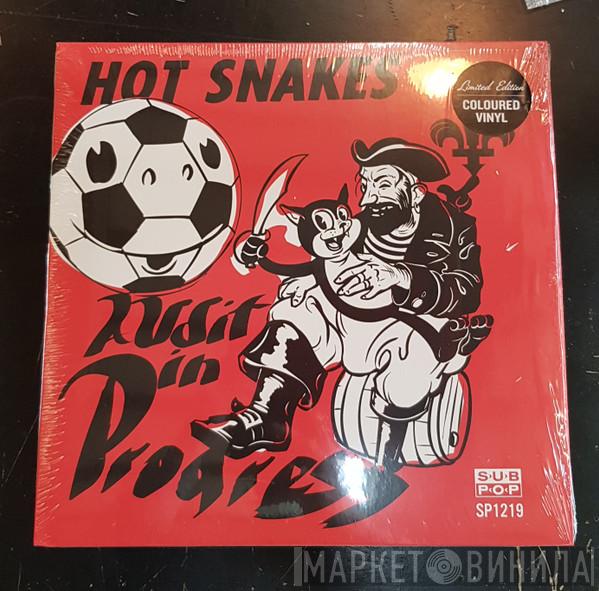 HOT SNAKES
Limited Edition
COLOURED
VINYL
Audit
in
Progress
SUB
POP
SP1219
МАРКЕТ ВИНИЛА